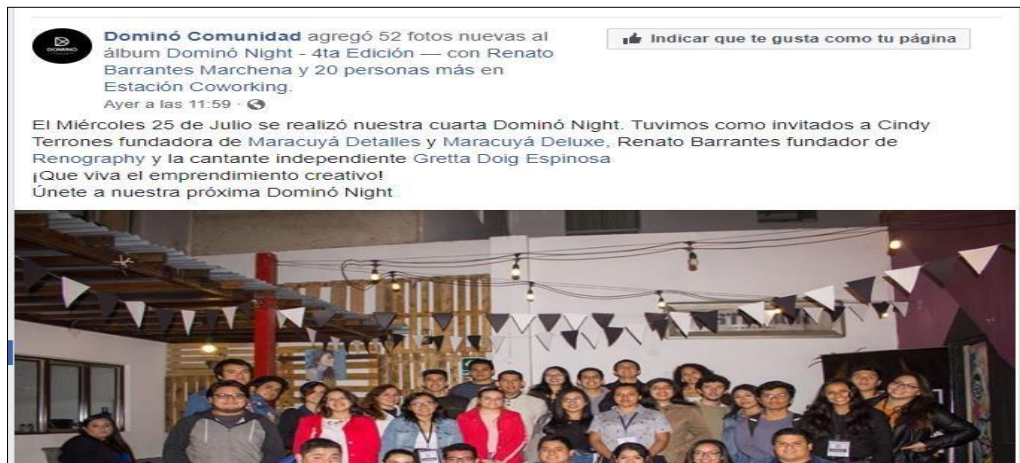 DOMINÓ
Dominó Comunidad agregó 52 fotos nuevas al
álbum Dominó Night - 4ta Edición — con Renato
Barrantes Marchena y 20 personas más en
Estación Coworking.
Ayer a las 11:59 ·
Indicar que te gusta como tu página
El Miércoles 25 de Julio se realizó nuestra cuarta Dominó Night. Tuvimos como invitados a Cindy
Terrones fundadora de Maracuyá Detalles y Maracuyá Deluxe, Renato Barrantes fundador de
Renography y la cantante independiente Gretta Doig Espinosa
¡Que viva el emprendimiento creativo!
Únete a nuestra próxima Dominó Night